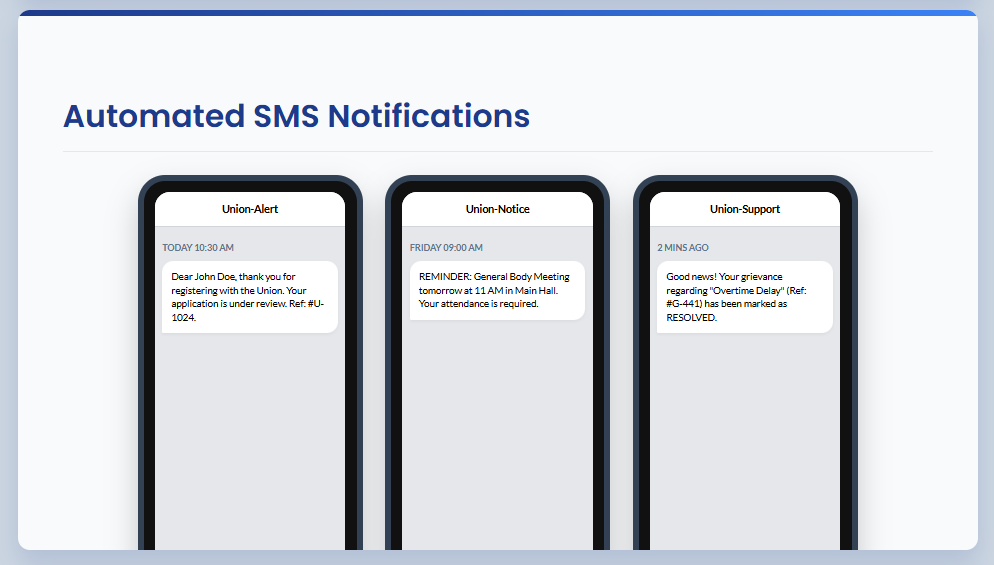 Automated SMS Notifications
Union-Alert
TODAY 10:30 AM
Dear John Doe, thank you for
registering with the Union. Your
application is under review. Ref: #U-
1024.
Union-Notice
FRIDAY 09:00 AM
REMINDER: General Body Meeting
tomorrow at 11 AM in Main Hall.
Your attendance is required.
Union-Support
2 MINS AGO
Good news! Your grievance
regarding "Overtime Delay" (Ref:
#G-441) has been marked as
RESOLVED.